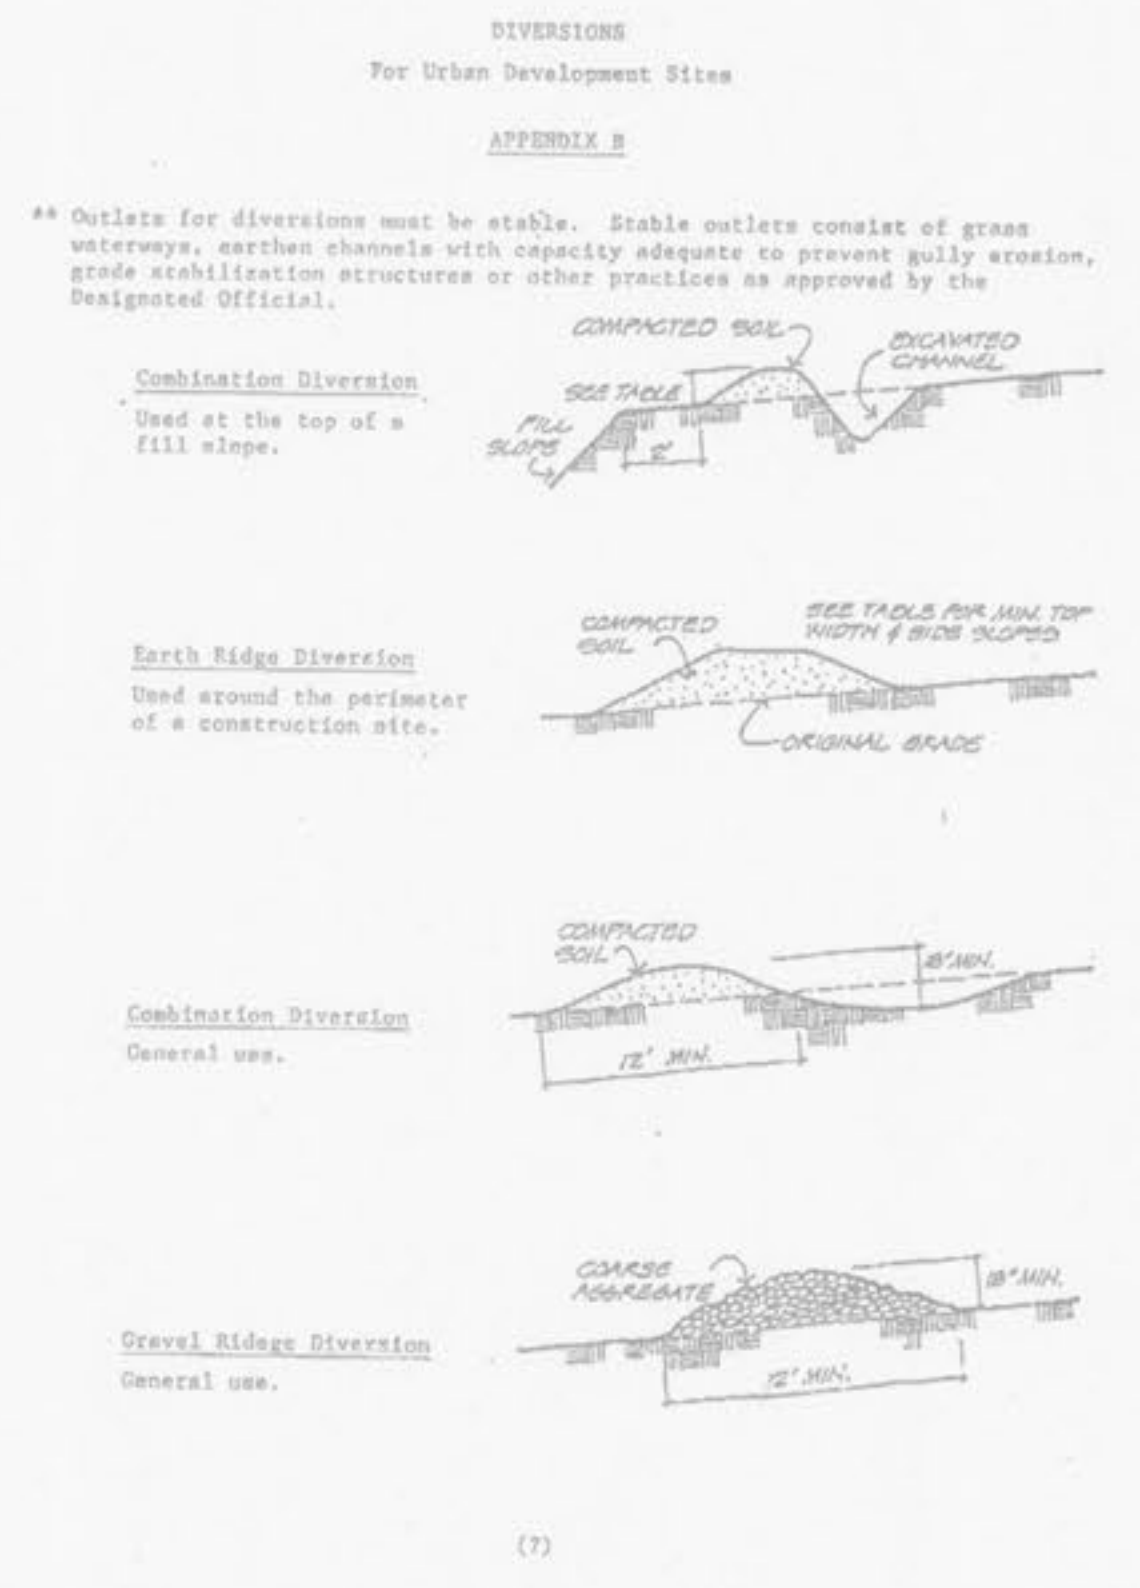 DIVERSIONS
For Urban Development Sites
APPENDIX B
** Outlets for diversions must be stable. Stable outlets consist of grass
waterways, earthen channels with capacity adequate to prevent gully erosion,
grade stabilization structures or other practices as approved by the
Designated Official.
Combination Diversion
Used at the top of a
fill slope.
COMPACTED SOIL
EXCAVATED
CHANNEL
SEE TABLE
FILL
SLOPE
2'
Earth Ridge Diversion
Used around the perimeter
of a construction site.
COMPACTED
SOIL
SEE TABLE FOR MIN. TOP
WIDTH & SIDE SLOPES
ORIGINAL GRADE
Combination Diversion
General use.
COMPACTED
SOIL
MIN.
12' MIN.
Gravel Ridege Diversion
General use.
COARSE
AGGREGATE
18" MIN.
12' MIN.
(7)